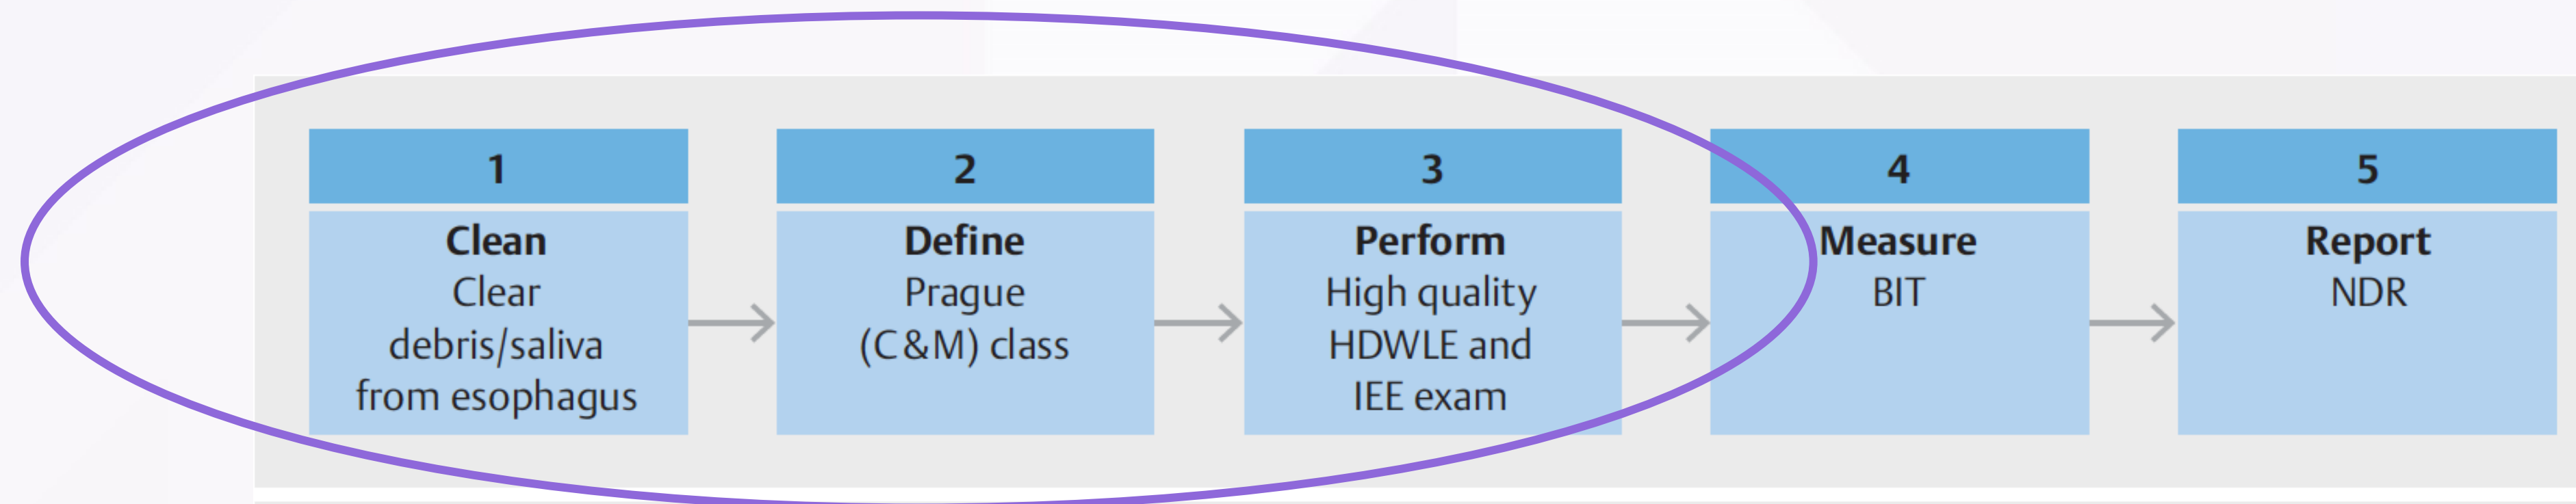 1
Clean
Clear
debris/saliva
from esophagus
2
Define
Prague
(C&M) class
3
Perform
High quality
HDWLE and
IEE exam
4
Measure
BIT
5
Report
NDR